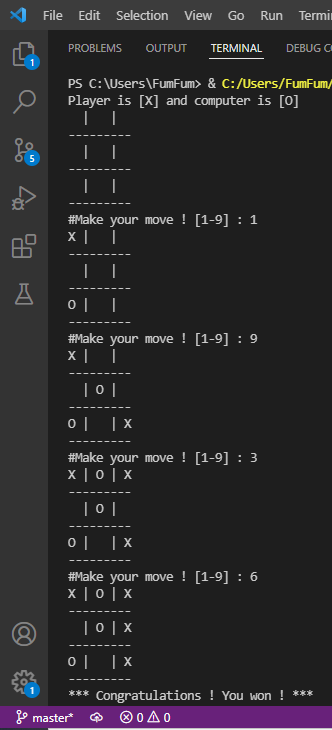 File Edit Selection View Go Run Terminal
PROBLEMS OUTPUT TERMINAL DEBUG CO
1
5
PS C:\Users\FumFum> & C:/Users/FumFum/
Player is [X] and computer is [O]
  |   |
---------
  |   |
---------
  |   |
---------
#Make your move ! [1-9] : 1
X |   |
---------
  |   |
---------
O |   |
---------
#Make your move ! [1-9] : 9
X |   |
---------
  | O |
---------
O |   | X
---------
#Make your move ! [1-9] : 3
X | O | X
---------
  | O |
---------
O |   | X
---------
#Make your move ! [1-9] : 6
X | O | X
---------
  | O | X
---------
O |   | X
---------
*** Congratulations ! You won ! ***
1
master* 0 0